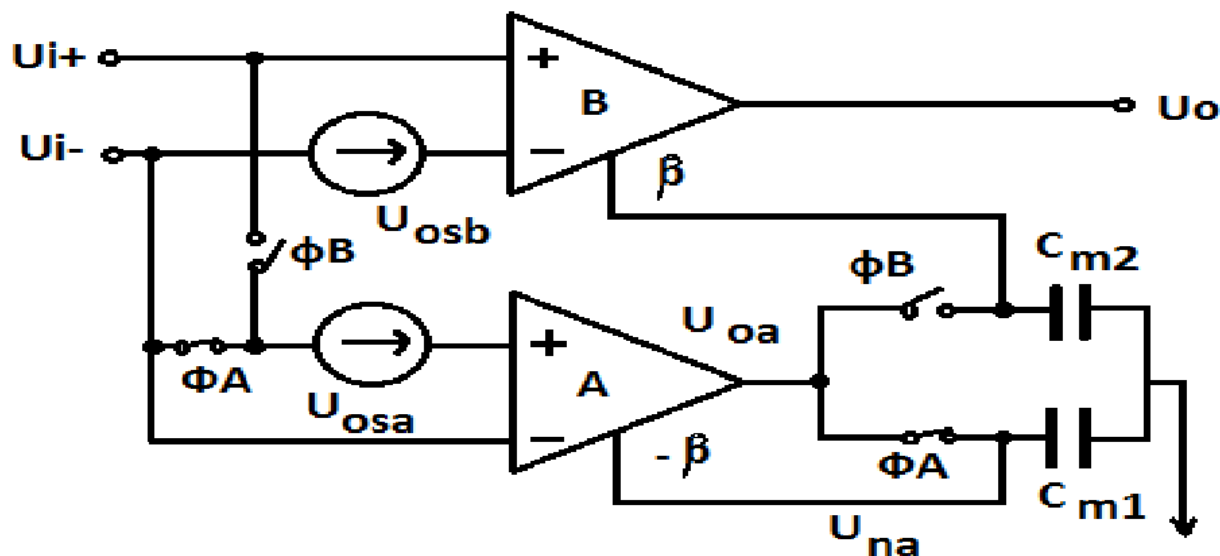 Ui+
+
B
Uo
Ui-
−
β
Uosb
ϕB
ϕB
Cm2
Uoa
+
ΦA
A
Uosa
−
-β
ΦA
Cm1
Una